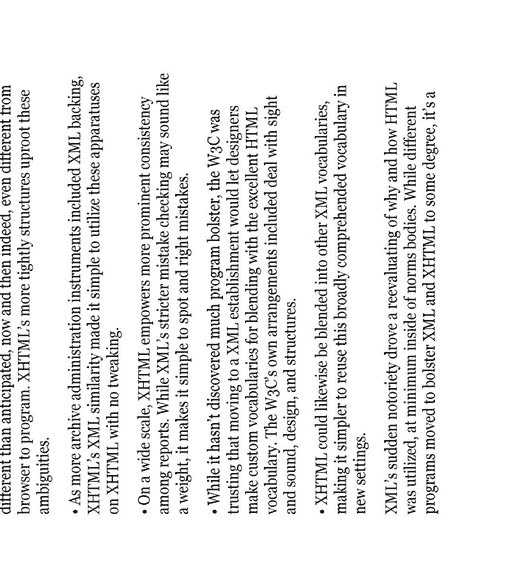 different than anticipated, now and then indeed, even different from
browser to program. XHTML's more tightly structures uproot these
ambiguities.
• As more archive administration instruments included XML backing,
XHTML's XML similarity made it simple to utilize these apparatuses
on XHTML with no tweaking.
• On a wide scale, XHTML empowers more prominent consistency
among reports. While XML's stricter mistake checking may sound like
a weight, it makes it simple to spot and right mistakes.
• While it hasn't discovered much program bolster, the W3C was
trusting that moving to a XML establishment would let designers
make custom vocabularies for blending with the excellent HTML
vocabulary. The W3C's own arrangements included deal with sight
and sound, design, and structures.
• XHTML could likewise be blended into other XML vocabularies,
making it simpler to reuse this broadly comprehended vocabulary in
new settings.
XML's sudden notoriety drove a reevaluating of why and how HTML
was utilized, at minimum inside of norms bodies. While different
programs moved to bolster XML and XHTML to some degree, it's a